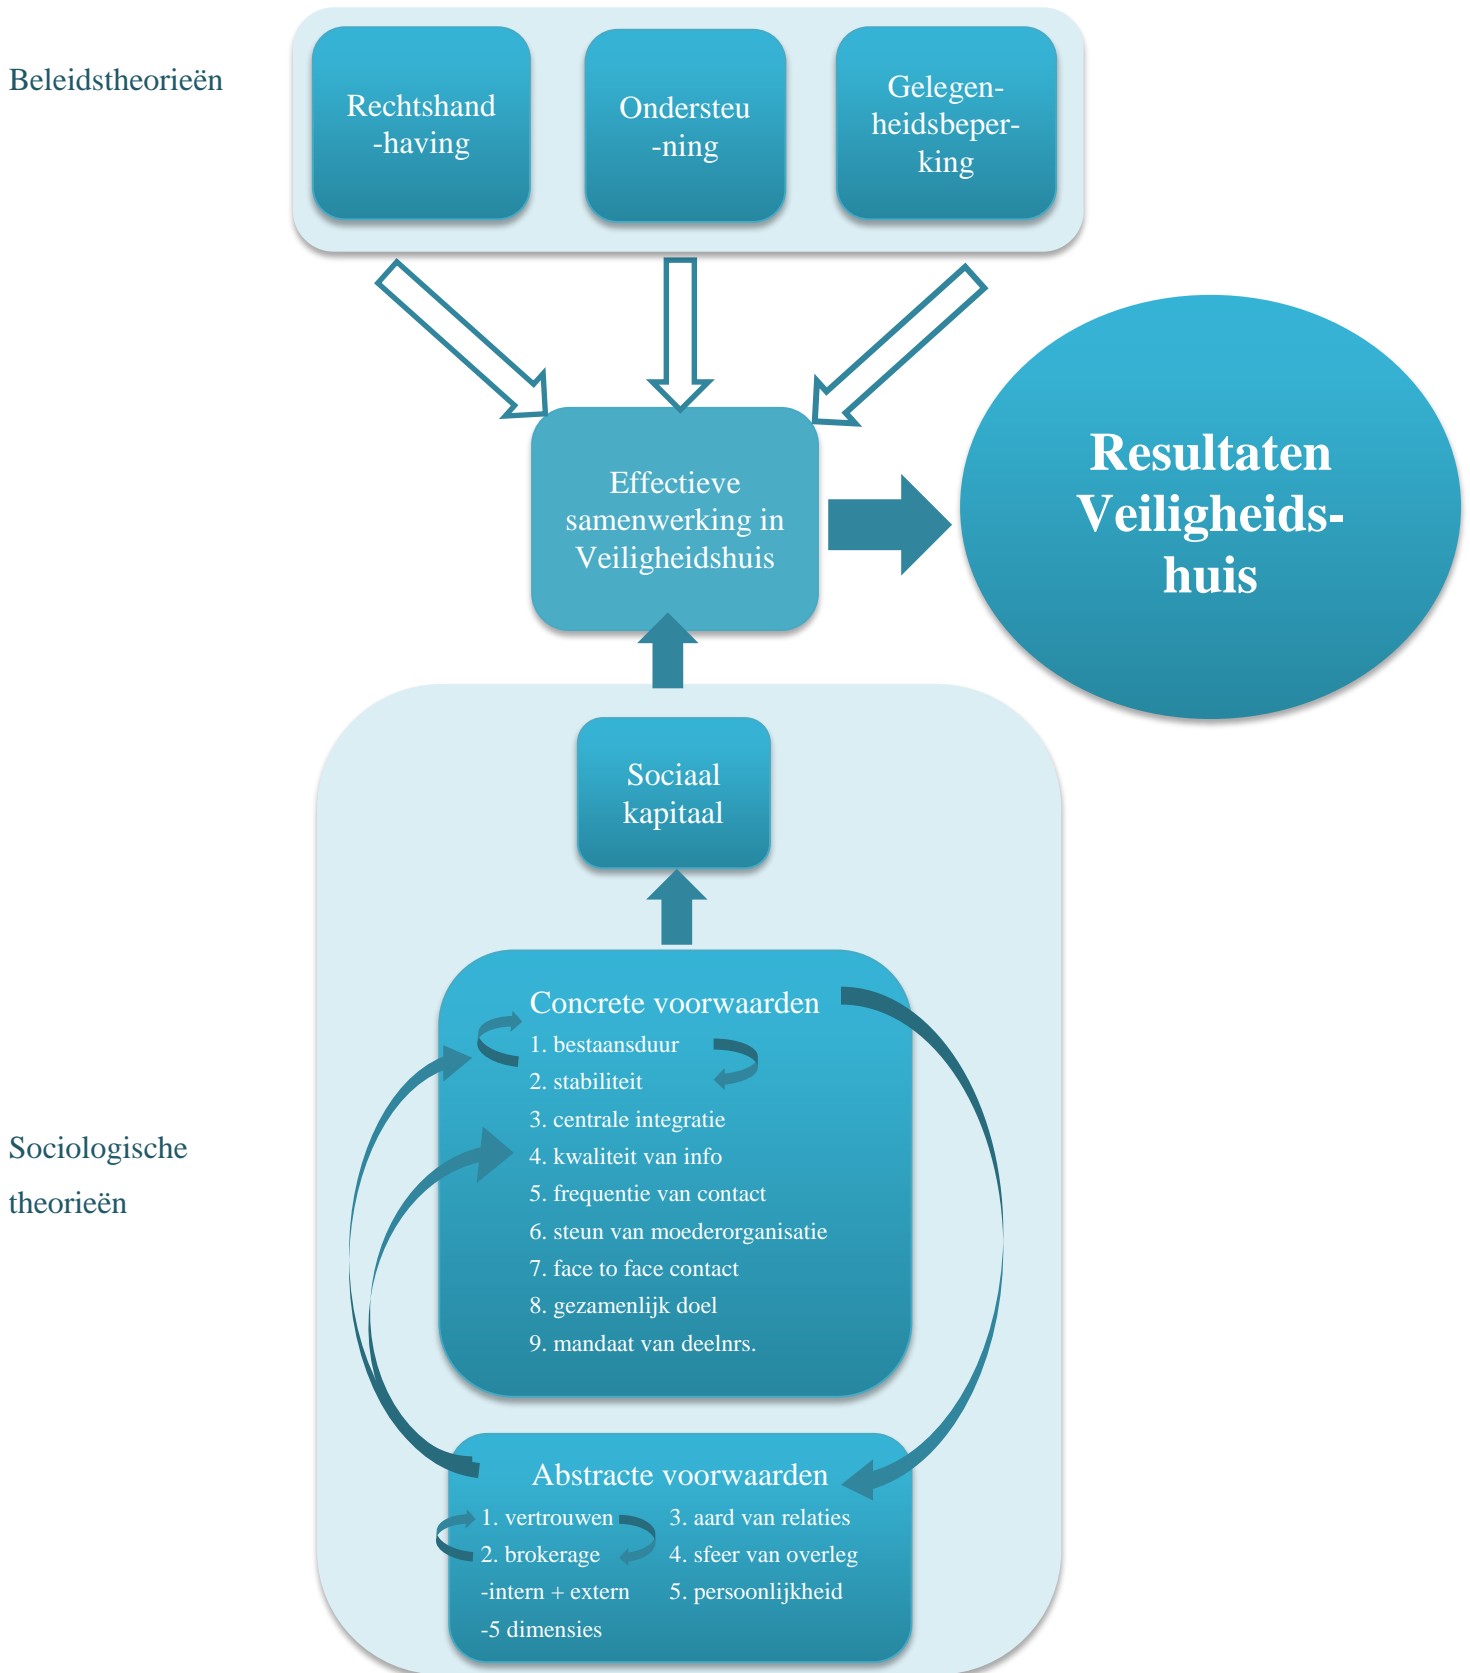 Beleidstheorieën
Rechtshand
-having
Ondersteu
-ning
Gelegen-
heidsbeper-
king
Effectieve
samenwerking in
Veiligheidshuis
Resultaten
Veiligheids-
huis
Sociaal
kapitaal
Sociologische
theorieën
Concrete voorwaarden
1. bestaansduur
2. stabiliteit
3. centrale integratie
4. kwaliteit van info
5. frequentie van contact
6. steun van moederorganisatie
7. face to face contact
8. gezamenlijk doel
9. mandaat van deelnrs.
Abstracte voorwaarden
1. vertrouwen
2. brokerage
-intern + extern
-5 dimensies
3. aard van relaties
4. sfeer van overleg
5. persoonlijkheid